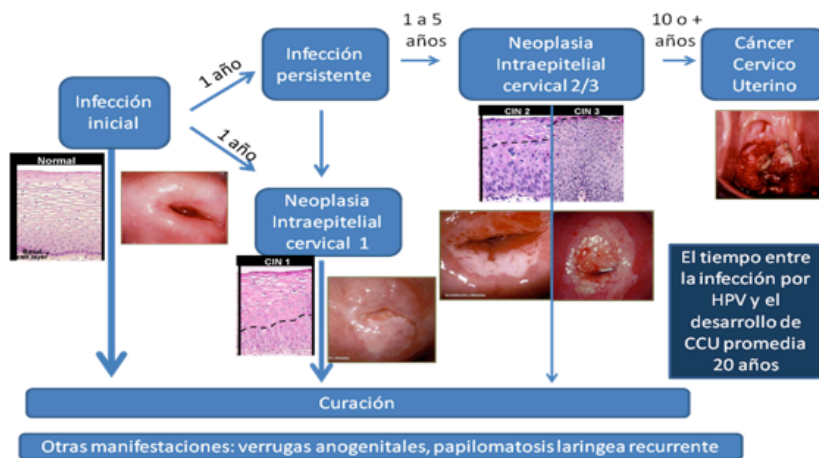 1 a 5
años
10 o +
años
Infección
persistente
Neoplasia
Intraepitelial
cervical 2/3
Cáncer
Cervico
Uterino
1 año
Infección
inicial
1 año
Normal
cell layer
CIN 2
CIN 3
Neoplasia
Intraepitelial
cervical 1
CIN 1
El tiempo entre
la infección por
HPV y el
desarrollo de
CCU promedia
20 años
Curación
Otras manifestaciones: verrugas anogenitales, papilomatosis laringea recurrente